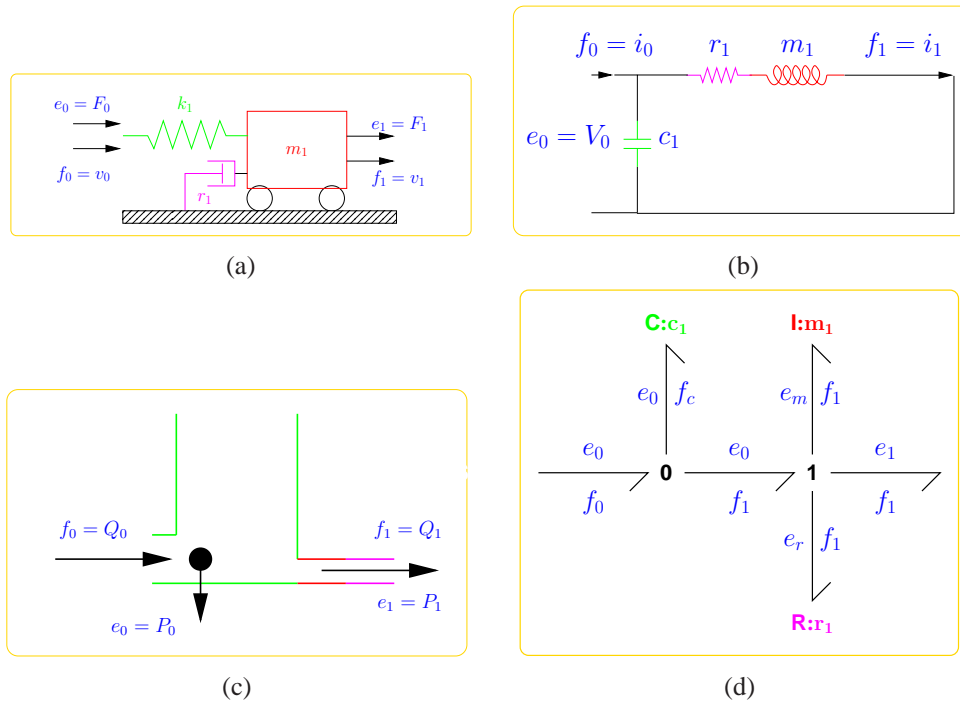 e₀ = F₀
k₁
e₁ = F₁
m₁
f₀ = v₀
r₁
f₁ = v₁
(a)
f₀ = i₀
r₁
m₁
f₁ = i₁
e₀ = V₀
c₁
(b)
f₀ = Q₀
f₁ = Q₁
e₀ = P₀
e₁ = P₁
(c)
C:c₁
I:m₁
e₀
f_c
e_m
f₁
e₀
0
e₀
1
e₁
f₀
f₁
f₁
e_r
f₁
R:r₁
(d)